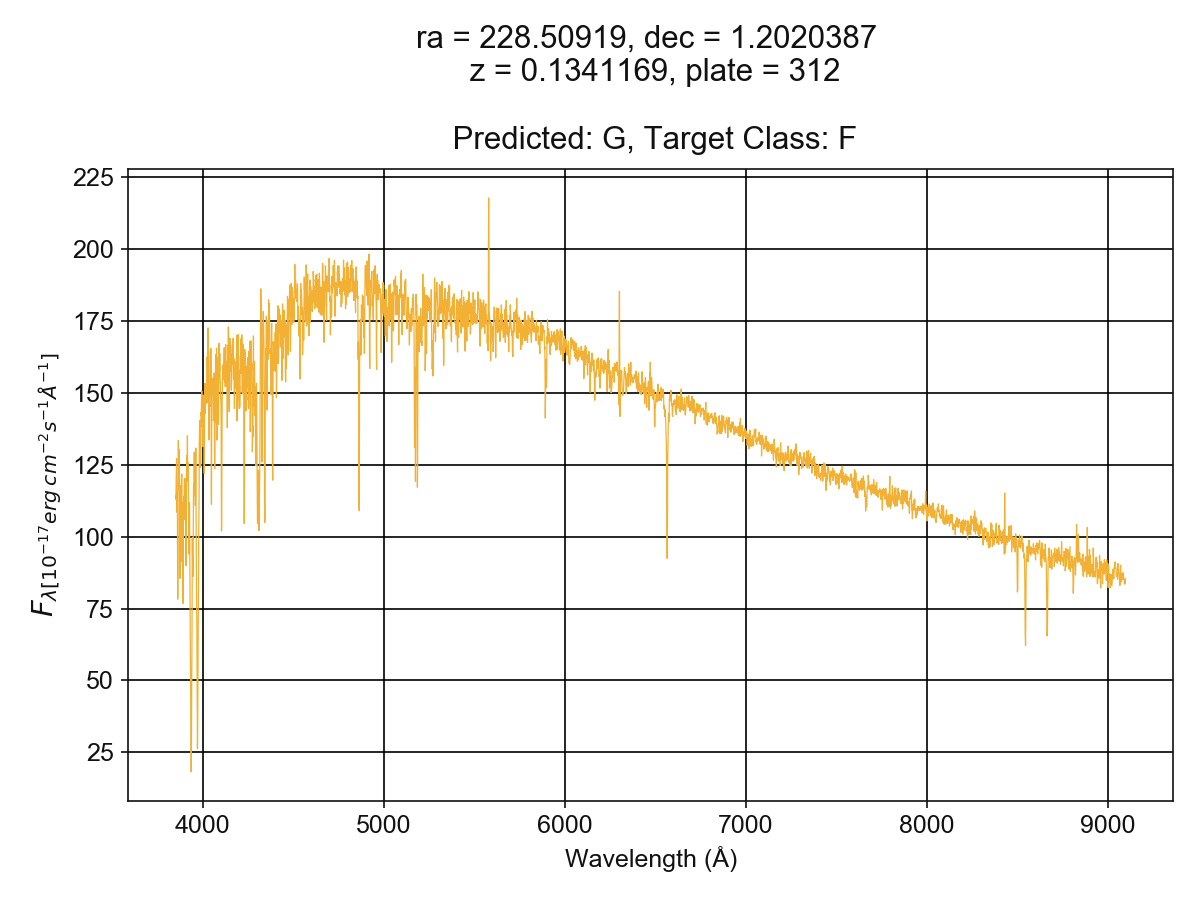 ra = 228.50919, dec = 1.2020387
z = 0.1341169, plate = 312
Predicted: G, Target Class: F
225
200
175
150
125
100
75
50
25
F_{λ[10^{-17} erg cm^{-2} s^{-1} Å^{-1}]}
4000 5000 6000 7000 8000 9000
Wavelength (Å)